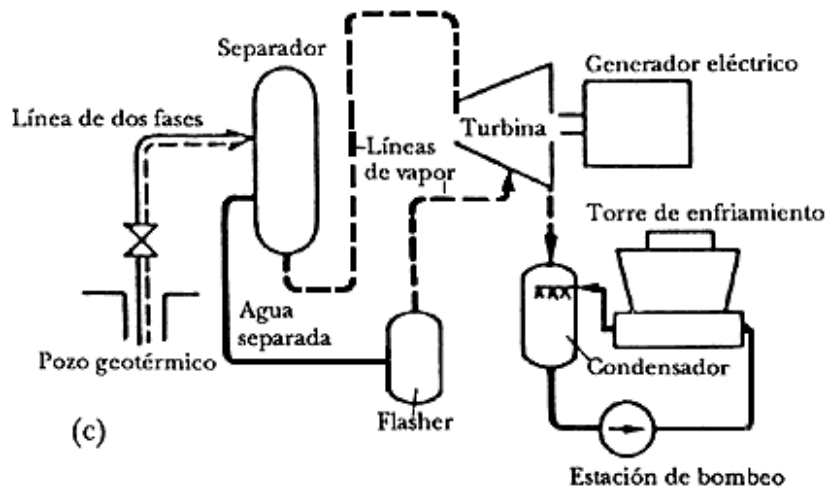 Separador
Generador eléctrico
Línea de dos fases
Turbina
Líneas
de vapor
Torre de enfriamiento
Agua
separada
Pozo geotérmico
Condensador
Flasher
(c)
Estación de bombeo